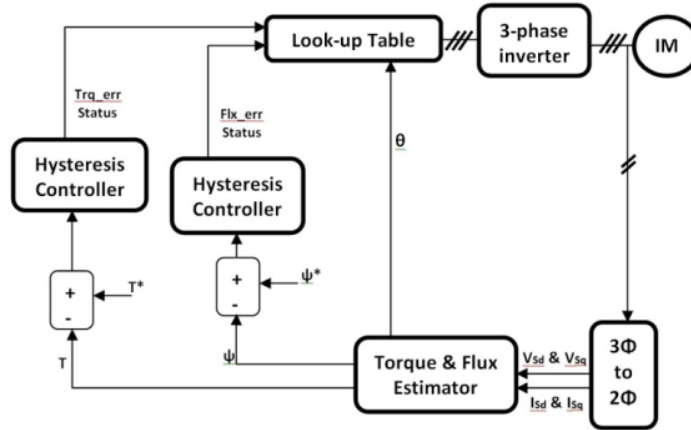 Look-up Table
3-phase
inverter
IM
Trq_err
Status
Flx_err
Status
θ
Hysteresis
Controller
Hysteresis
Controller
+
-
T*
+
-
ψ*
T
ψ
Torque & Flux
Estimator
VSd & VSq
ISd & ISq
3Φ
to
2Φ